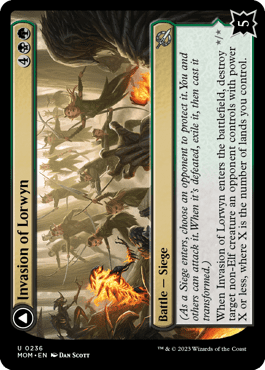 Invasion of Lorwyn
4
Battle — Siege
(As a Siege enters, choose an opponent to protect it. You and
others can attack it. When it's defeated, exile it, then cast it
transformed.)
When Invasion of Lorwyn enters the battlefield, destroy
target non-Elf creature an opponent controls with power
X or less, where X is the number of lands you control.
*/*
5
U 0236
MOM • EN DAN SCOTT
™ & © 2023 Wizards of the Coast